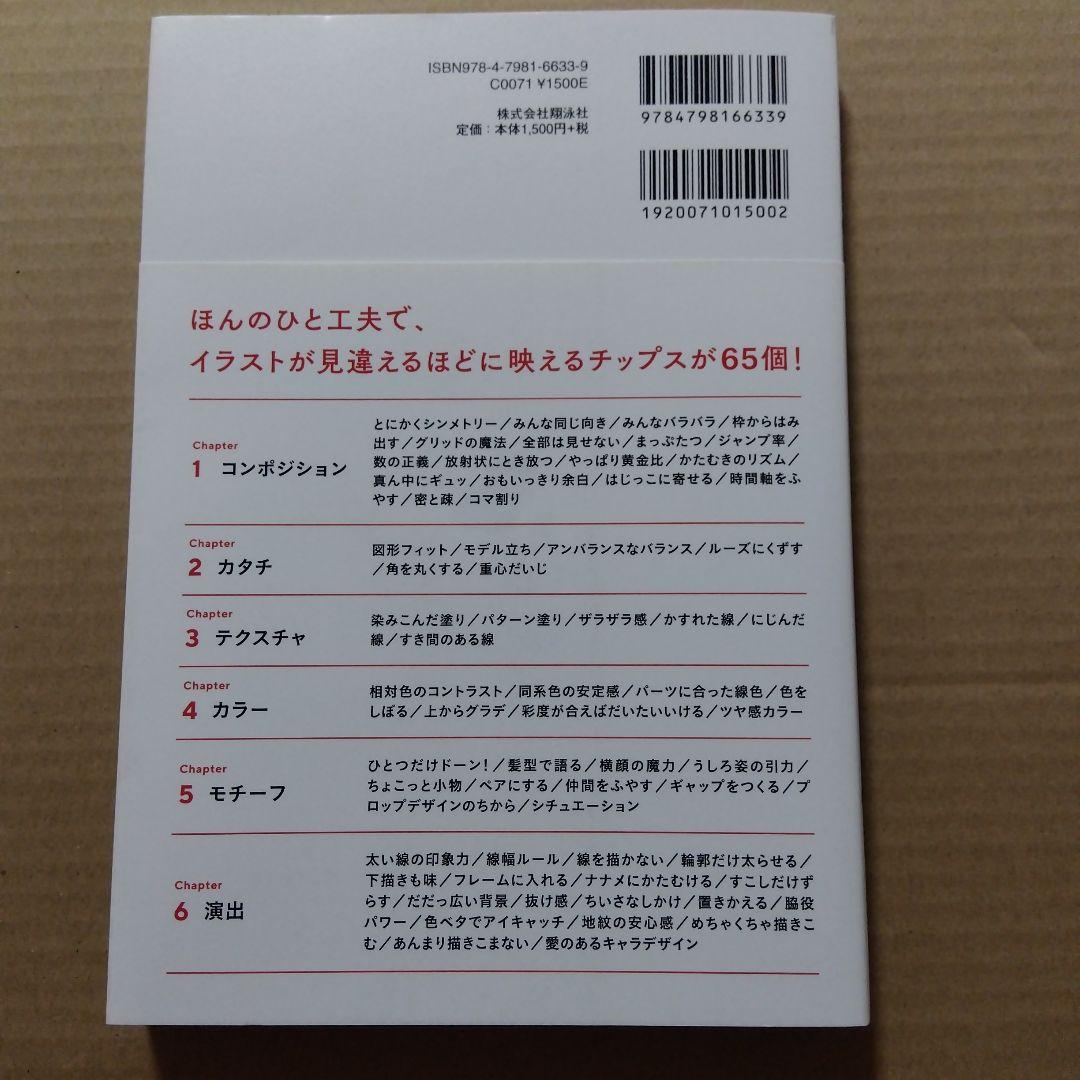 ISBN978-4-7981-6633-9
C0071 ¥1500E
株式会社翔泳社
定価：本体1,500円+税
9784798166339
1920071015002
ほんのひと工夫で、
イラストが見違えるほどに映えるチップスが65個！
Chapter
1 コンポジション
とにかくシンメトリー／みんな同じ向き／みんなバラバラ／枠からはみ
出す／グリッドの魔法／全部は見せない／まっぷたつ／ジャンプ率／
数の正義／放射状にとき放つ／やっぱり黄金比／かたむきのリズム／
真ん中にギュッ／おもいっきり余白／はじっこに寄せる／時間軸をふ
やす／密と疎／コマ割り
Chapter
2 カタチ
図形フィット／モデル立ち／アンバランスなバランス／ルーズにくずす
／角を丸くする／重心だいじ
Chapter
3 テクスチャ
染みこんだ塗り／パターン塗り／ザラザラ感／かすれた線／にじんだ
線／すき間のある線
Chapter
4 カラー
相対色のコントラスト／同系色の安定感／パーツに合った線色／色を
しぼる／上からグラデ／彩度が合えばだいたいいける／ツヤ感カラー
Chapter
5 モチーフ
ひとつだけドーン！／髪型で語る／横顔の魔力／うしろ姿の引力／
ちょこっと小物／ペアにする／仲間をふやす／ギャップをつくる／プ
ロップデザインのちから／シチュエーション
Chapter
6 演出
太い線の印象力／線幅ルール／線を描かない／輪郭だけ太らせる／
下描きも味／フレームに入れる／ナナメにかたむける／すこしだけず
らす／だだっ広い背景／抜け感／ちいさなしかけ／置きかえる／脇役
パワー／色ベタでアイキャッチ／地紋の安心感／めちゃくちゃ描きこ
む／あんまり描きこまない／愛のあるキャラデザイン